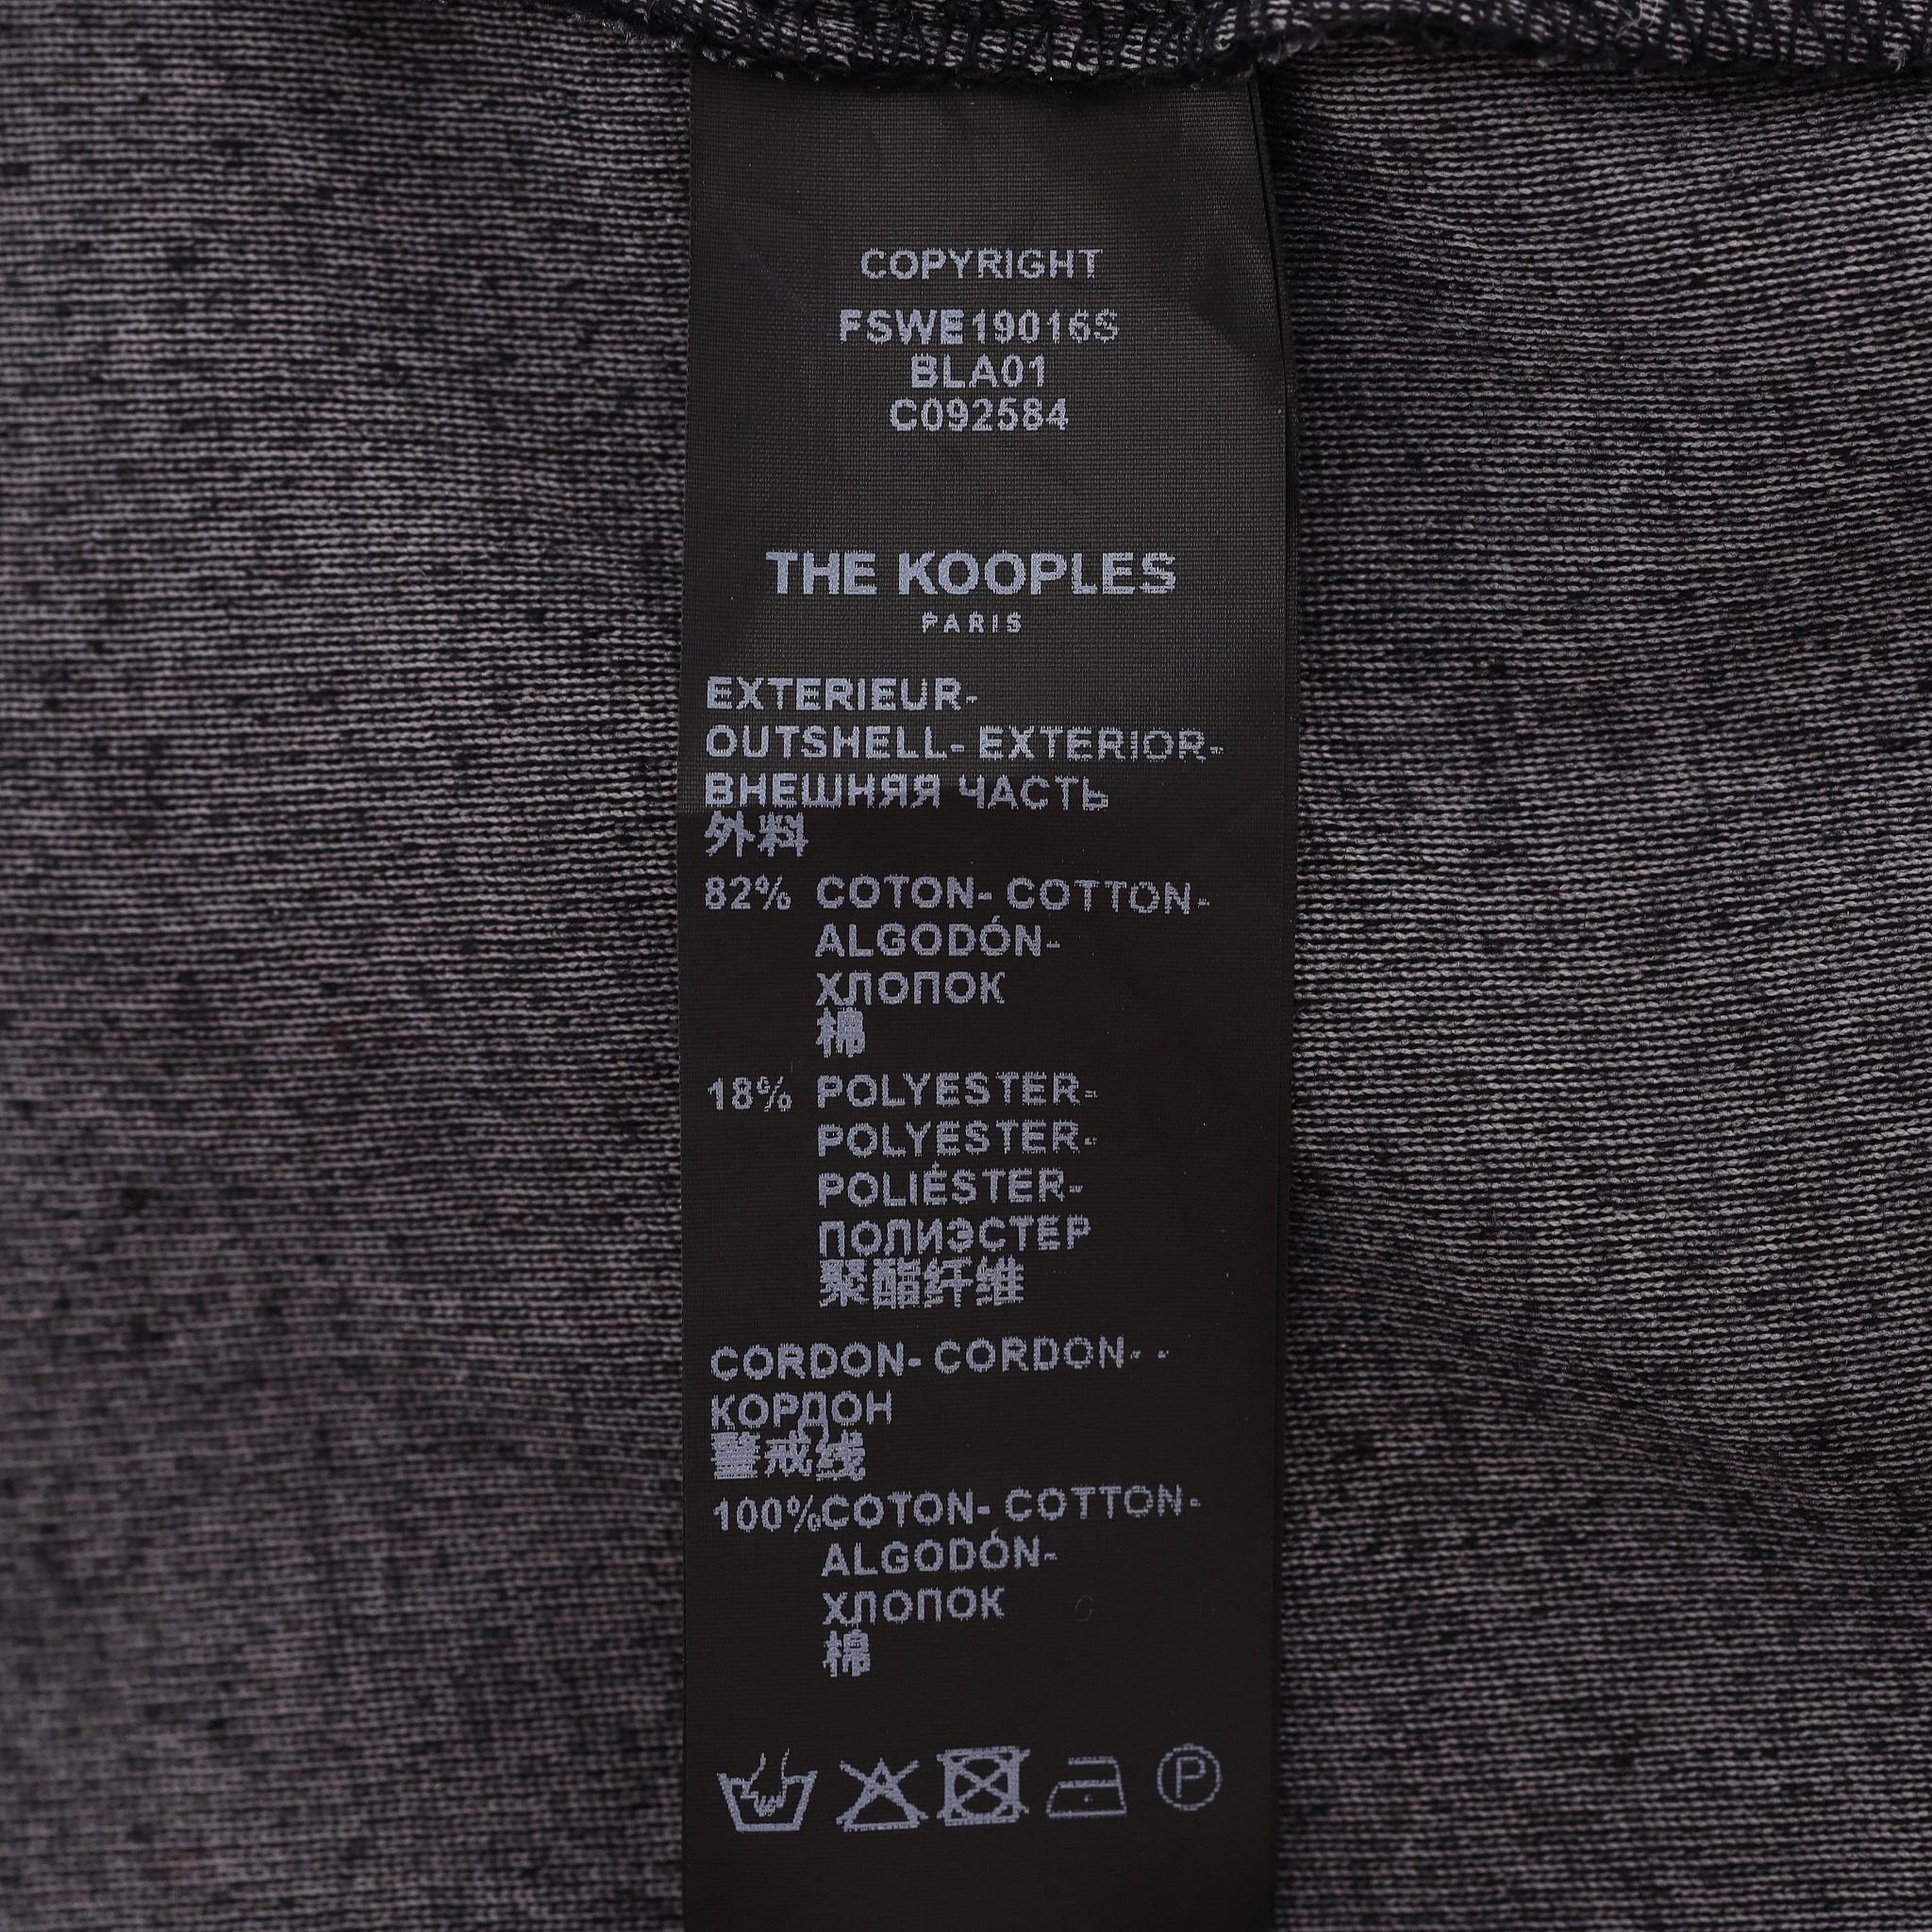 COPYRIGHT
FSWE19016S
BLA01
C092584
THE KOOPLES
PARIS
EXTERIEUR-
OUTSHELL- EXTERIOR-
ВНЕШНЯЯ ЧАСТЬ
外料
82% COTON- COTTON-
ALGODÓN-
ХЛОПОК
棉
18% POLYESTER-
POLYESTER-
POLIÉSTER-
ПОЛИЭСТЕР
聚酯纤维
CORDON- CORDON- -
КОРДОН
警戒线
100%COTON- COTTON-
ALGODÓN-
ХЛОПОК
棉
P